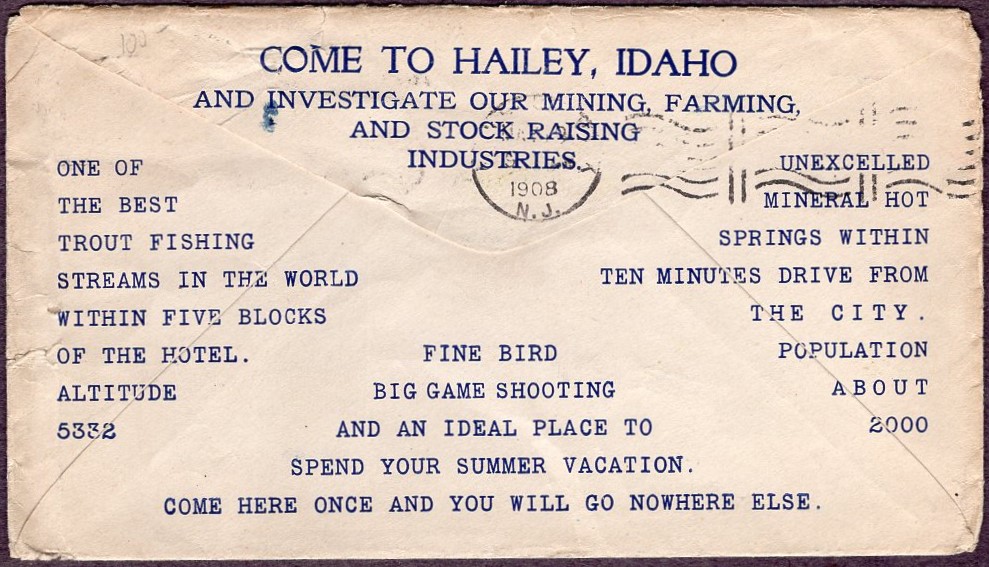 COME TO HAILEY, IDAHO
AND INVESTIGATE OUR MINING, FARMING,
AND STOCK RAISING
INDUSTRIES.
ONE OF
THE BEST
TROUT FISHING
STREAMS IN THE WORLD
WITHIN FIVE BLOCKS
OF THE HOTEL.
ALTITUDE
5332
UNEXCELLED
MINERAL HOT
SPRINGS WITHIN
TEN MINUTES DRIVE FROM
THE CITY.
POPULATION
ABOUT
2000
FINE BIRD
BIG GAME SHOOTING
AND AN IDEAL PLACE TO
SPEND YOUR SUMMER VACATION.
COME HERE ONCE AND YOU WILL GO NOWHERE ELSE.
1908
N.J.
100